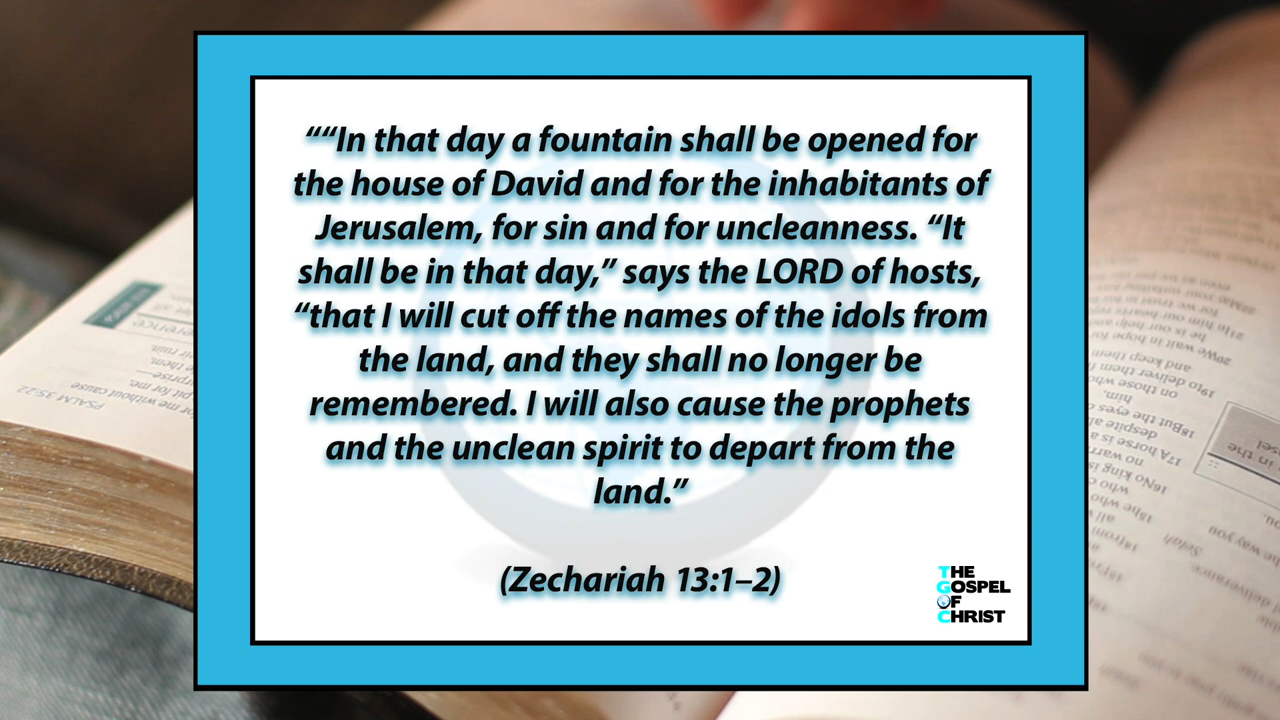 ““In that day a fountain shall be opened for
the house of David and for the inhabitants of
Jerusalem, for sin and for uncleanness. “It
shall be in that day,” says the LORD of hosts,
“that I will cut off the names of the idols from
the land, and they shall no longer be
remembered. I will also cause the prophets
and the unclean spirit to depart from the
land.”
(Zechariah 13:1–2)
THE
GOSPEL
OF
CHRIST
PSALM 35:22